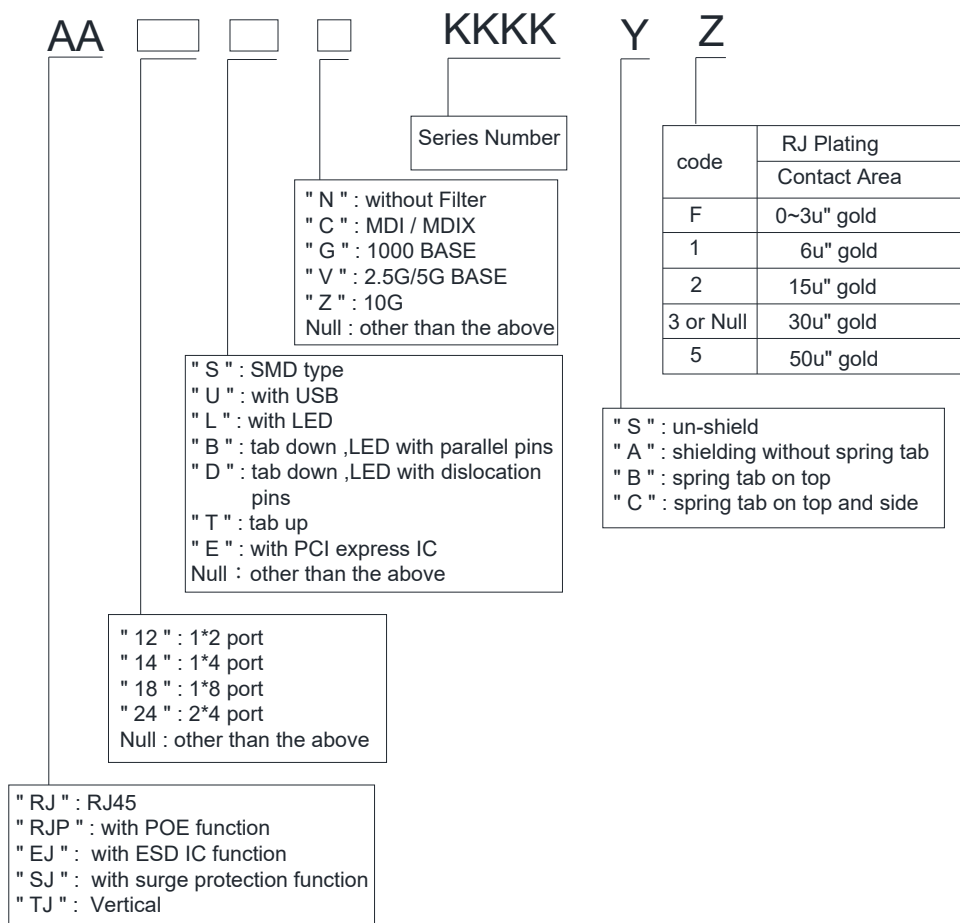 AA KKKK Y Z
Series Number
code
RJ Plating
Contact Area
F 0~3u" gold
1 6u" gold
2 15u" gold
3 or Null 30u" gold
5 50u" gold
" N " : without Filter
" C " : MDI / MDIX
" G " : 1000 BASE
" V " : 2.5G/5G BASE
" Z " : 10G
Null : other than the above
" S " : SMD type
" U " : with USB
" L " : with LED
" B " : tab down ,LED with parallel pins
" D " : tab down ,LED with dislocation
pins
" T " : tab up
" E " : with PCI express IC
Null : other than the above
" S " : un-shield
" A " : shielding without spring tab
" B " : spring tab on top
" C " : spring tab on top and side
" 12 " : 1*2 port
" 14 " : 1*4 port
" 18 " : 1*8 port
" 24 " : 2*4 port
Null : other than the above
" RJ " : RJ45
" RJP " : with POE function
" EJ " : with ESD IC function
" SJ " : with surge protection function
" TJ " : Vertical